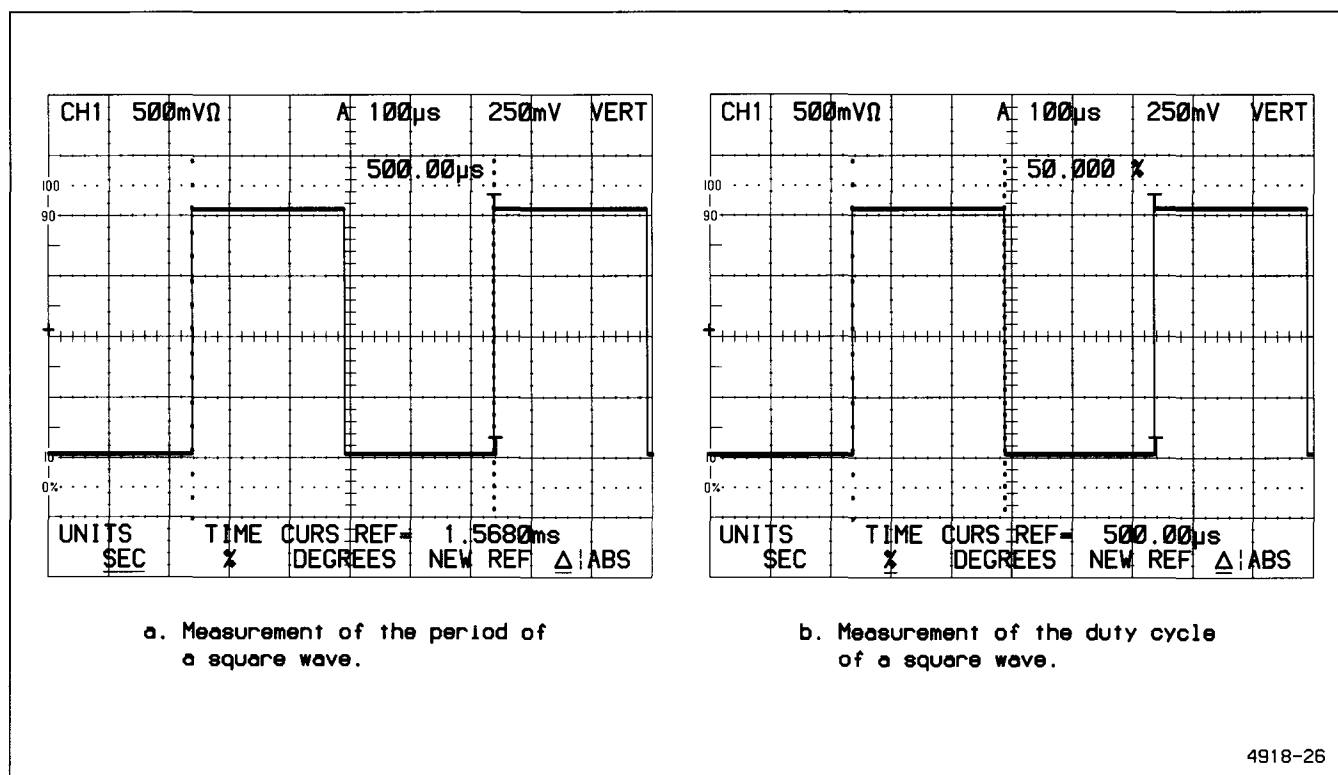 CH1 500mVΩ A 100µs 250mV VERT
500.00µs
100
90
10
0%
UNITS TIME CURS REF= 1.5680ms
SEC % DEGREES NEW REF Δ¦ABS
a. Measurement of the period of
a square wave.
CH1 500mVΩ A 100µs 250mV VERT
50.000 %
100
90
10
0%
UNITS TIME CURS REF= 500.00µs
SEC % DEGREES NEW REF Δ¦ABS
b. Measurement of the duty cycle
of a square wave.
4918-26